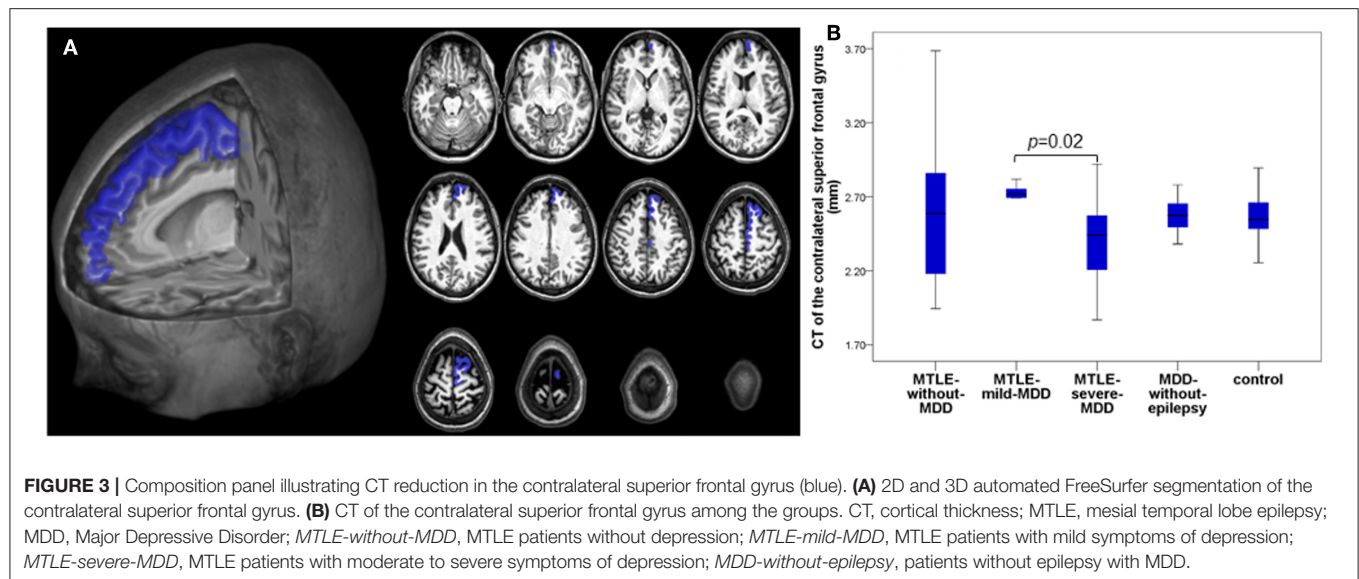 A
B
CT of the contralateral superior frontal gyrus
(mm)
3.70
3.20
2.70
2.20
1.70
p=0.02
MTLE-
without-
MDD
MTLE-
mild-MDD
MTLE-
severe-
MDD
MDD-
without-
epilepsy
control
FIGURE 3 | Composition panel illustrating CT reduction in the contralateral superior frontal gyrus (blue). (A) 2D and 3D automated FreeSurfer segmentation of the
contralateral superior frontal gyrus. (B) CT of the contralateral superior frontal gyrus among the groups. CT, cortical thickness; MTLE, mesial temporal lobe epilepsy;
MDD, Major Depressive Disorder; MTLE-without-MDD, MTLE patients without depression; MTLE-mild-MDD, MTLE patients with mild symptoms of depression;
MTLE-severe-MDD, MTLE patients with moderate to severe symptoms of depression; MDD-without-epilepsy, patients without epilepsy with MDD.